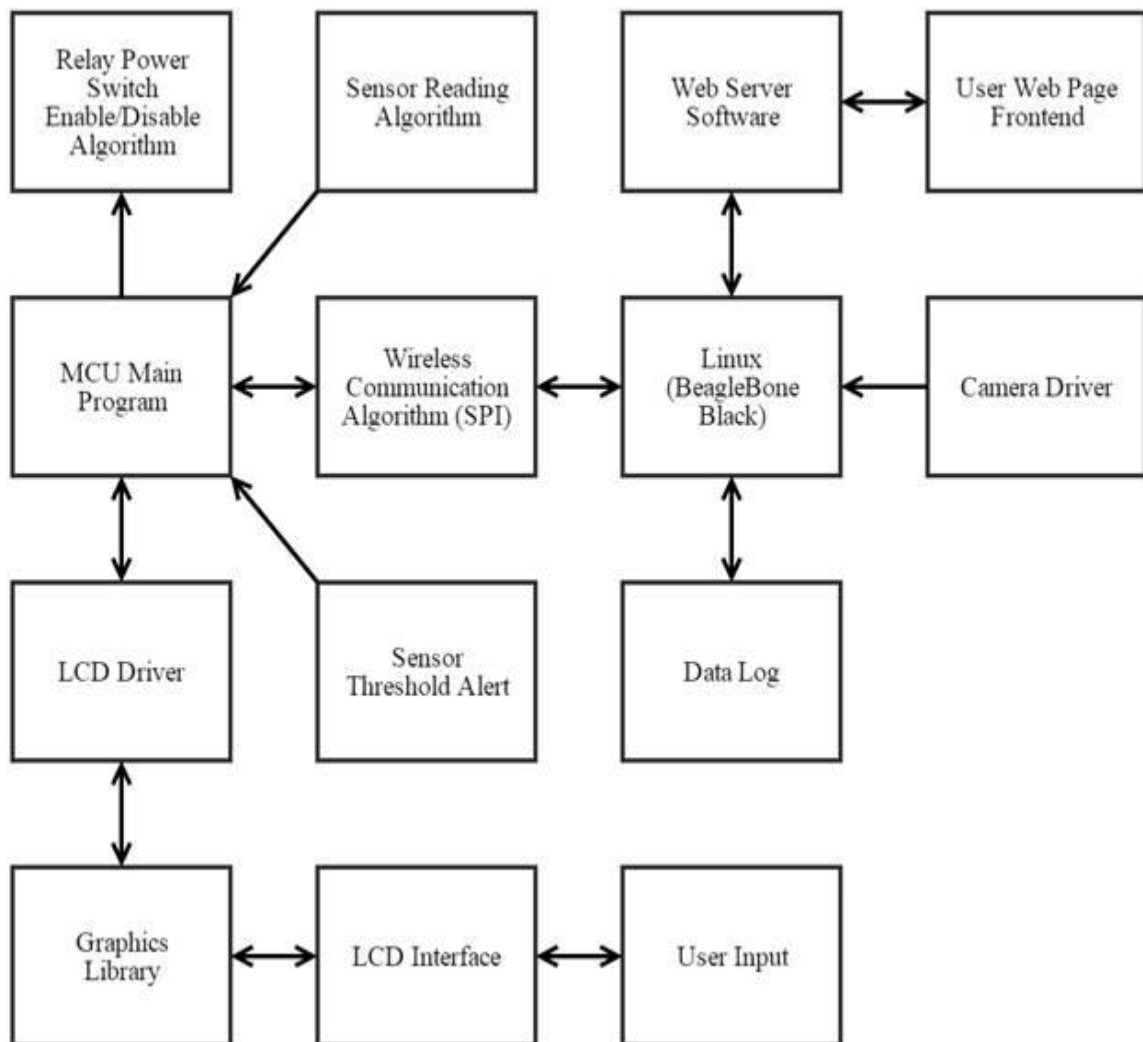 Relay Power
Switch
Enable/Disable
Algorithm
Sensor Reading
Algorithm
Web Server
Software
User Web Page
Frontend
MCU Main
Program
Wireless
Communication
Algorithm (SPI)
Linux
(BeagleBone
Black)
Camera Driver
LCD Driver
Sensor
Threshold Alert
Data Log
Graphics
Library
LCD Interface
User Input